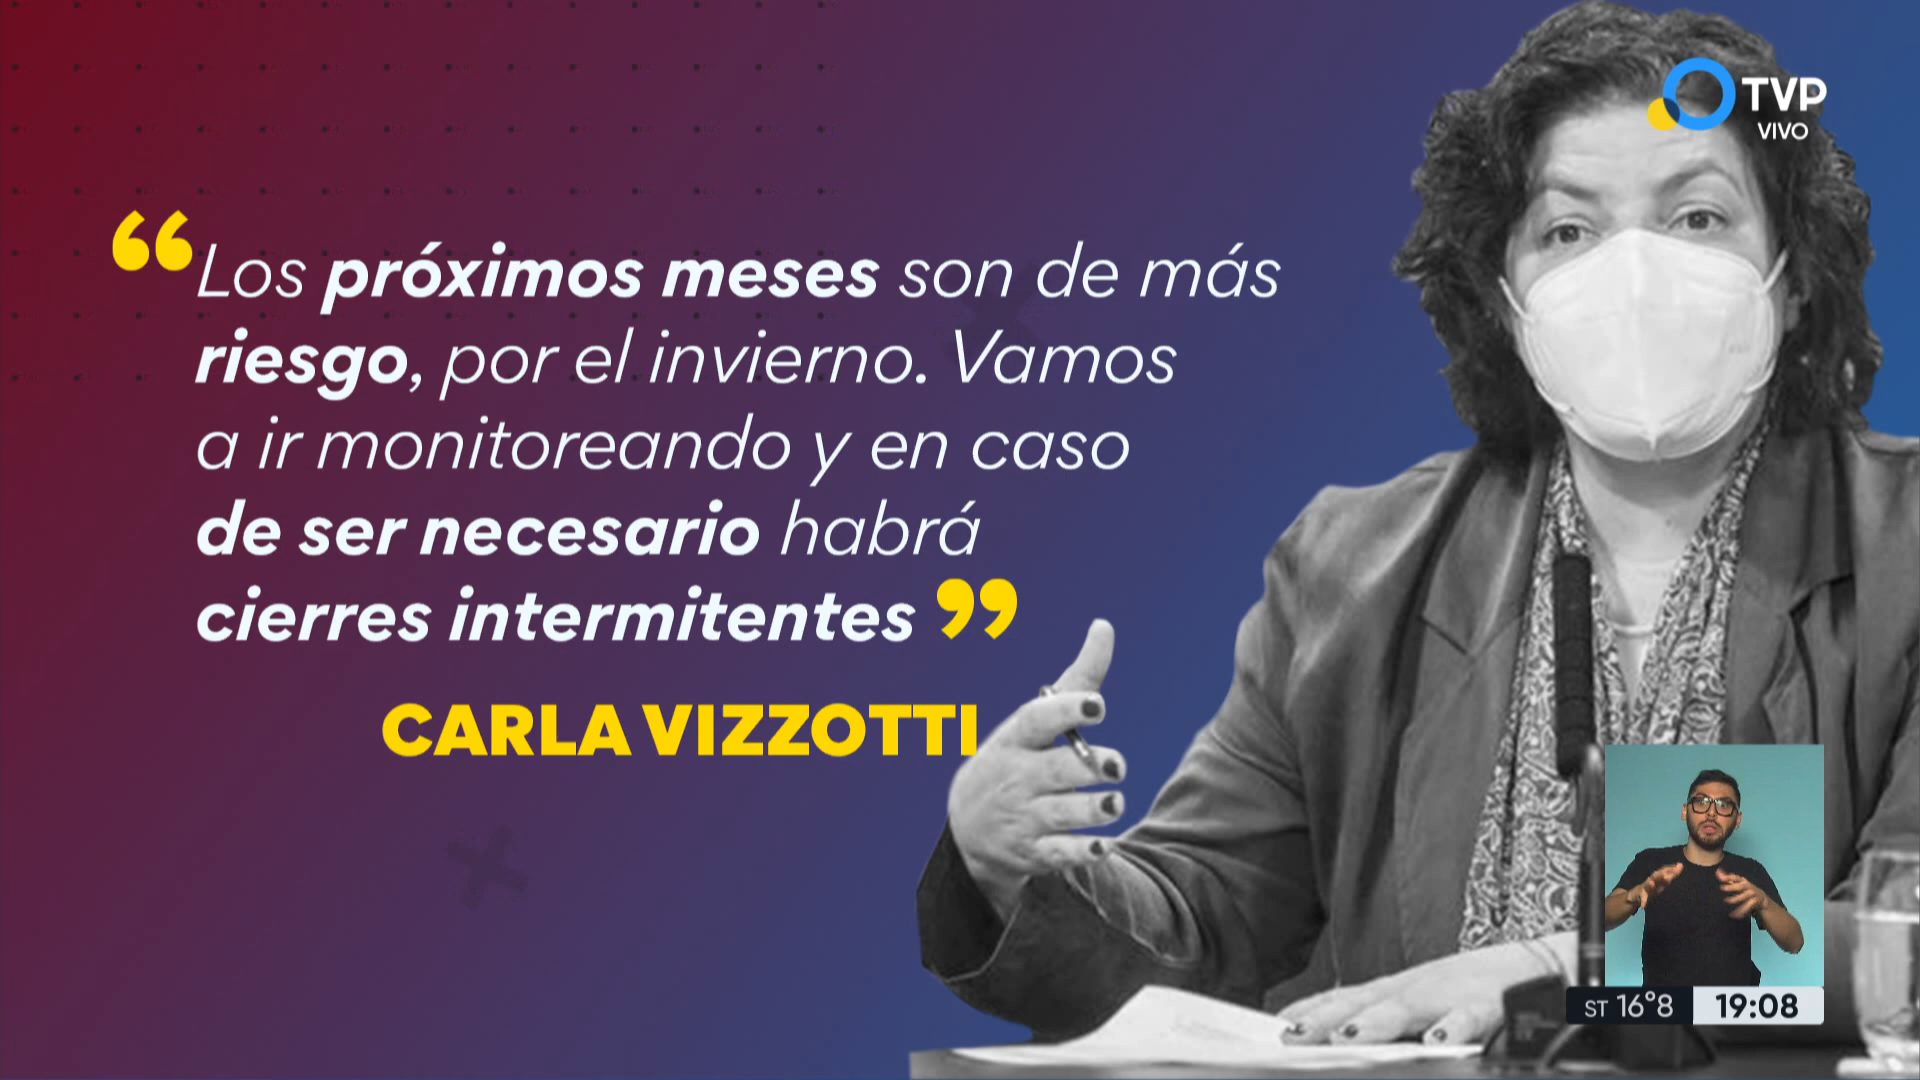 TVP
VIVO
“Los próximos meses son de más
riesgo, por el invierno. Vamos
a ir monitoreando y en caso
de ser necesario habrá
cierres intermitentes”
CARLA VIZZOTTI
ST 16°8 19:08